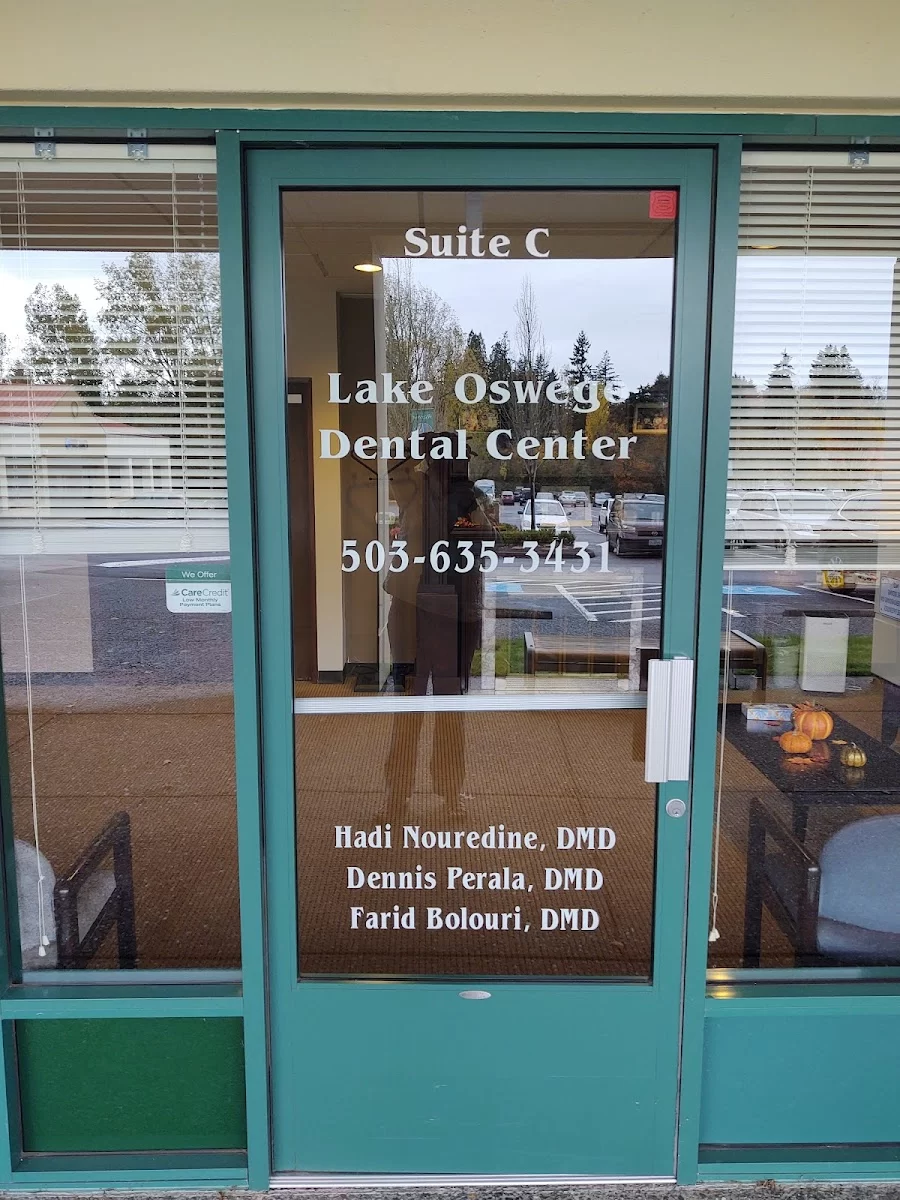 Suite C
Lake Oswego
Dental Center
503-635-3431
We Offer
CareCredit
Low Monthly
Payment Plans
Hadi Nouredine, DMD
Dennis Perala, DMD
Farid Bolouri, DMD